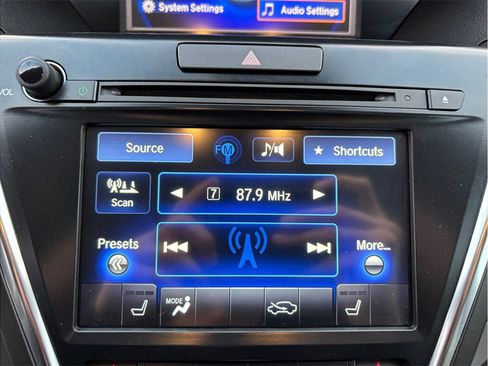 System Settings
Audio Settings
VOL
Source
FM
Shortcuts
Scan
7 87.9 MHz
Presets
More...
MODE